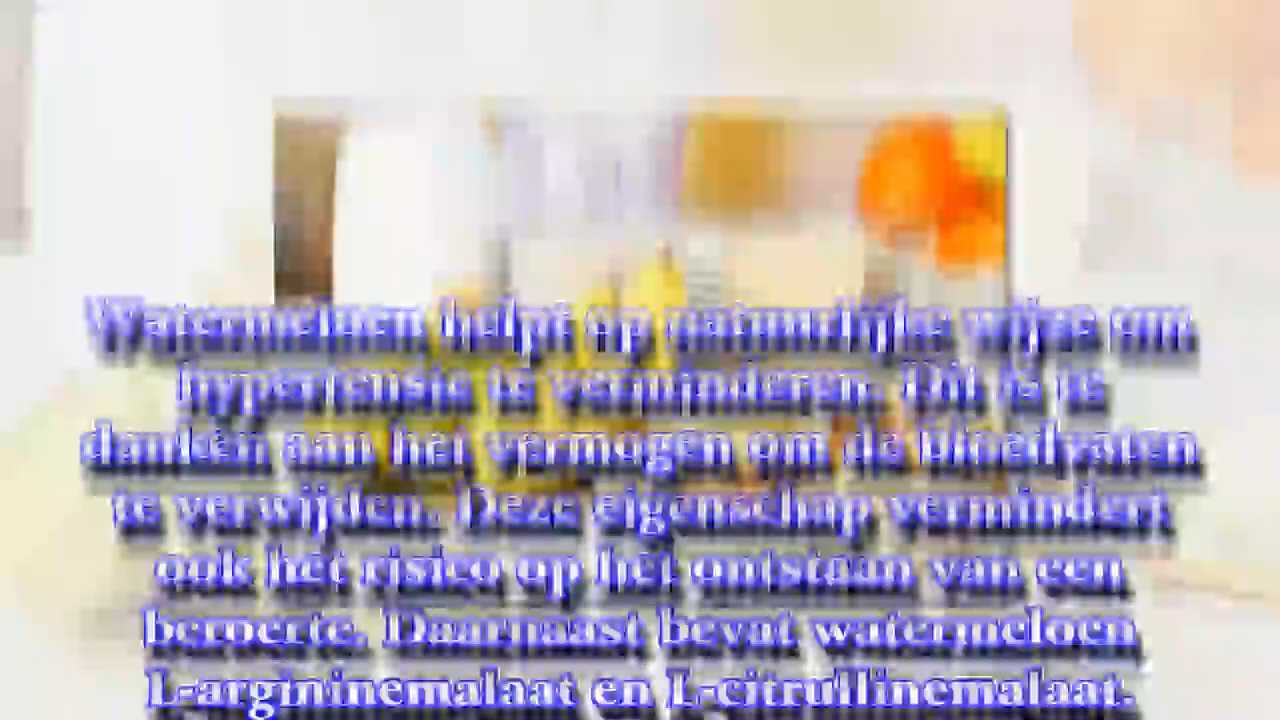 Watermeloen helpt op natuurlijke wijze om
hypertensie te verminderen. Dit is te
danken aan het vermogen om de bloedvaten
te verwijden. Deze eigenschap vermindert
ook het risico op het ontstaan van een
beroerte. Daarnaast bevat watermeloen
L-argininemalaat en L-citrullinemalaat.